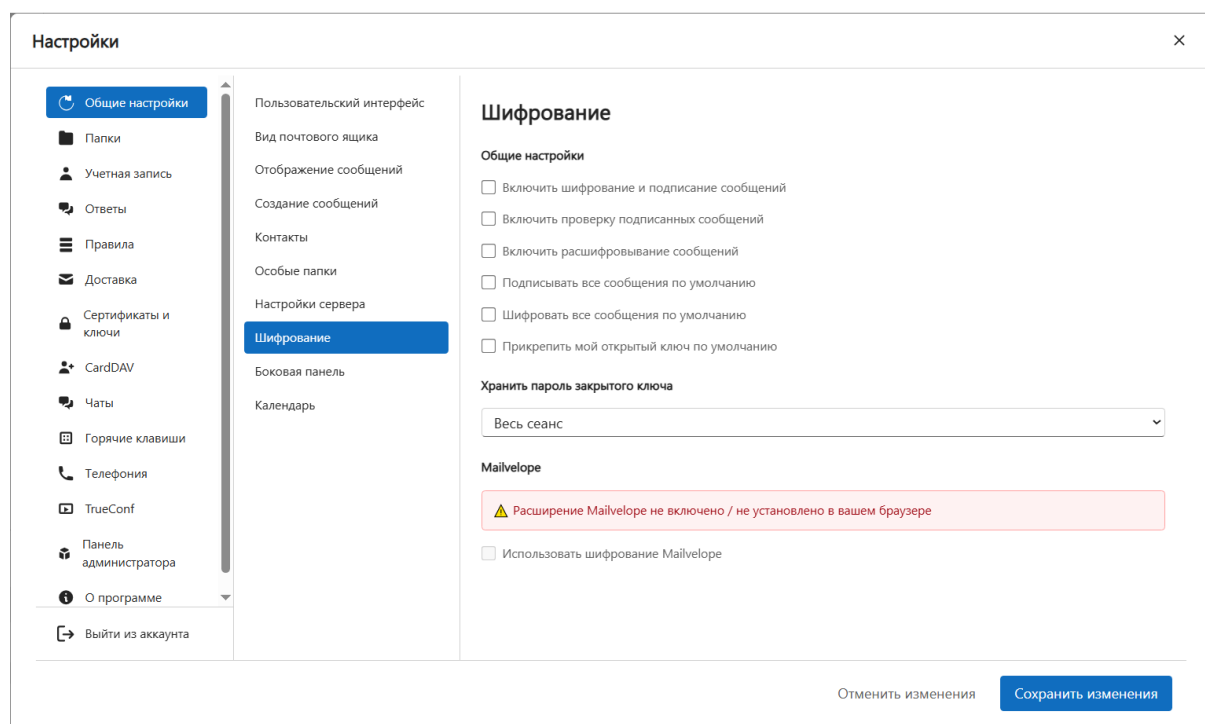 Настройки
Общие настройки
Папки
Учетная запись
Ответы
Правила
Доставка
Сертификаты и
ключи
CardDAV
Чаты
Горячие клавиши
Телефония
TrueConf
Панель
администратора
О программе
Выйти из аккаунта
Пользовательский интерфейс
Вид почтового ящика
Отображение сообщений
Создание сообщений
Контакты
Особые папки
Настройки сервера
Шифрование
Боковая панель
Календарь
Шифрование
Общие настройки
Включить шифрование и подписание сообщений
Включить проверку подписанных сообщений
Включить расшифровывание сообщений
Подписывать все сообщения по умолчанию
Шифровать все сообщения по умолчанию
Прикрепить мой открытый ключ по умолчанию
Хранить пароль закрытого ключа
Весь сеанс
Mailvelope
Расширение Mailvelope не включено / не установлено в вашем браузере
Использовать шифрование Mailvelope
Отменить изменения
Сохранить изменения